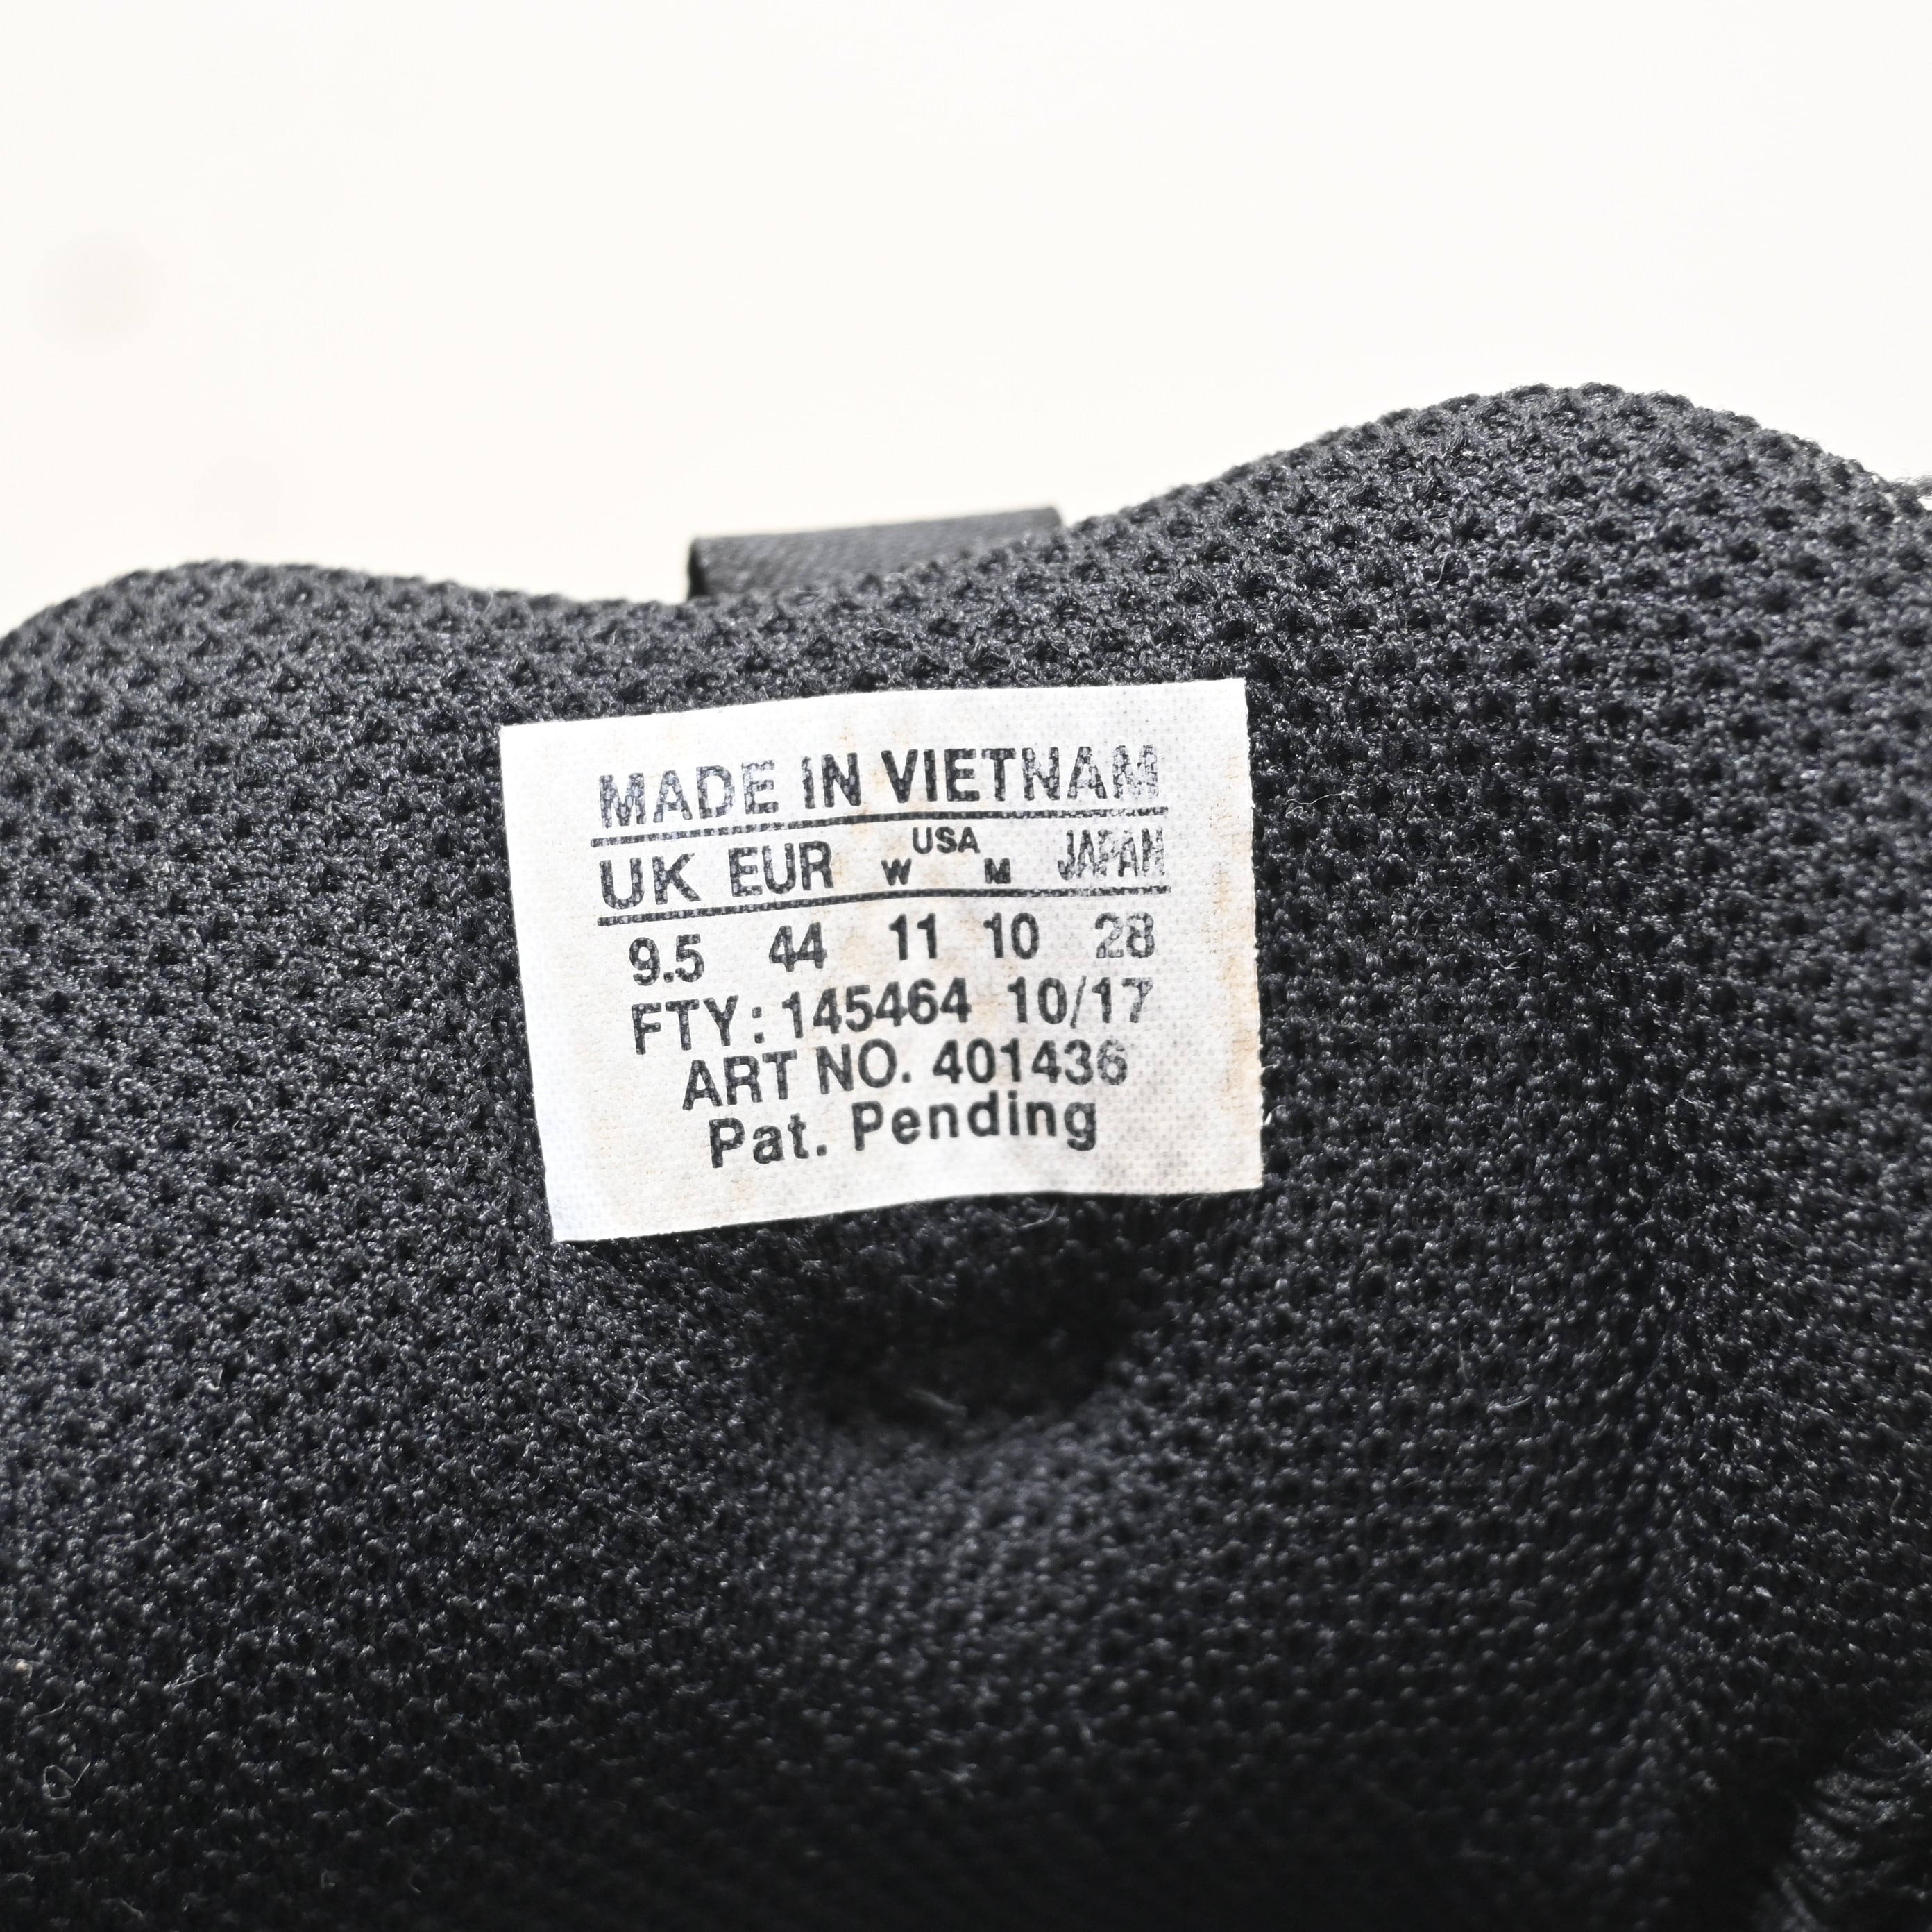 MADE IN VIETNAM
UK EUR USA W M JAPAN
9.5 44 11 10 28
FTY: 145464 10/17
ART NO. 401436
Pat. Pending